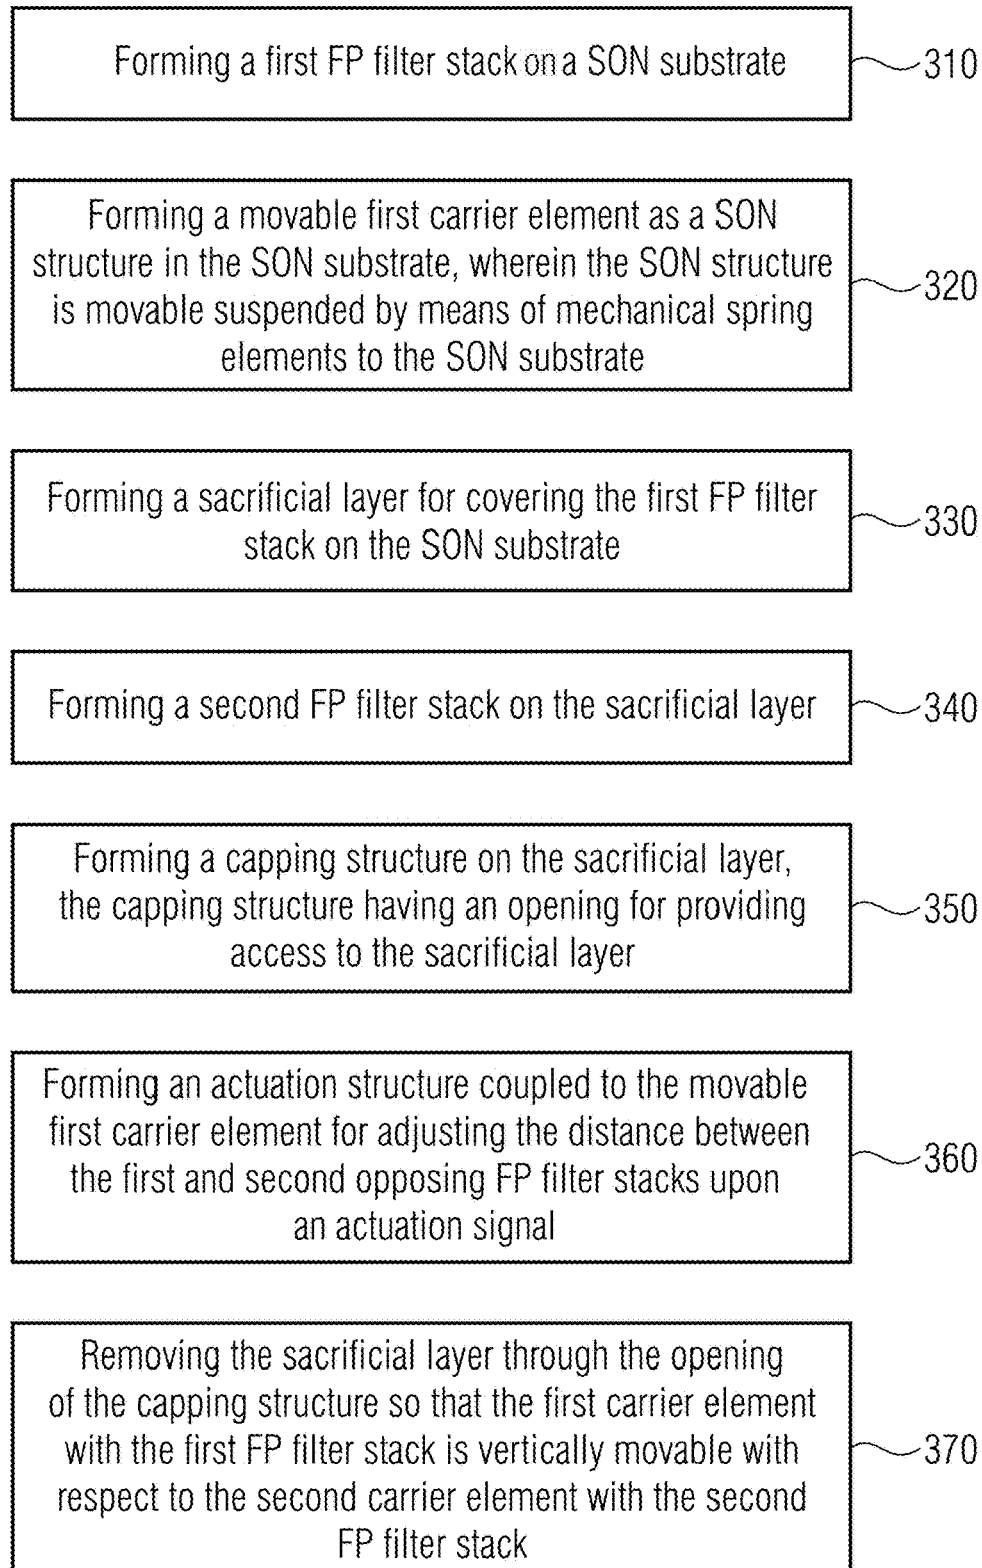 Forming a first FP filter stack on a SON substrate
310
Forming a movable first carrier element as a SON
structure in the SON substrate, wherein the SON structure
is movable suspended by means of mechanical spring
elements to the SON substrate
320
Forming a sacrificial layer for covering the first FP filter
stack on the SON substrate
330
Forming a second FP filter stack on the sacrificial layer
340
Forming a capping structure on the sacrificial layer,
the capping structure having an opening for providing
access to the sacrificial layer
350
Forming an actuation structure coupled to the movable
first carrier element for adjusting the distance between
the first and second opposing FP filter stacks upon
an actuation signal
360
Removing the sacrificial layer through the opening
of the capping structure so that the first carrier element
with the first FP filter stack is vertically movable with
respect to the second carrier element with the second
FP filter stack
370